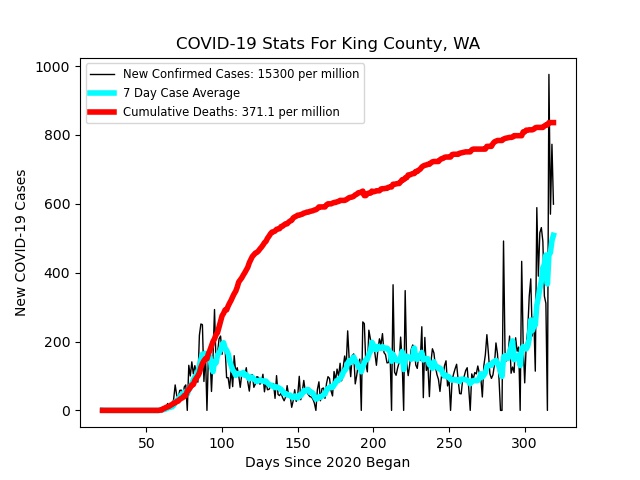 COVID-19 Stats For King County, WA
New Confirmed Cases: 15300 per million
7 Day Case Average
Cumulative Deaths: 371.1 per million
New COVID-19 Cases
1000
800
600
400
200
0
50 100 150 200 250 300
Days Since 2020 Began